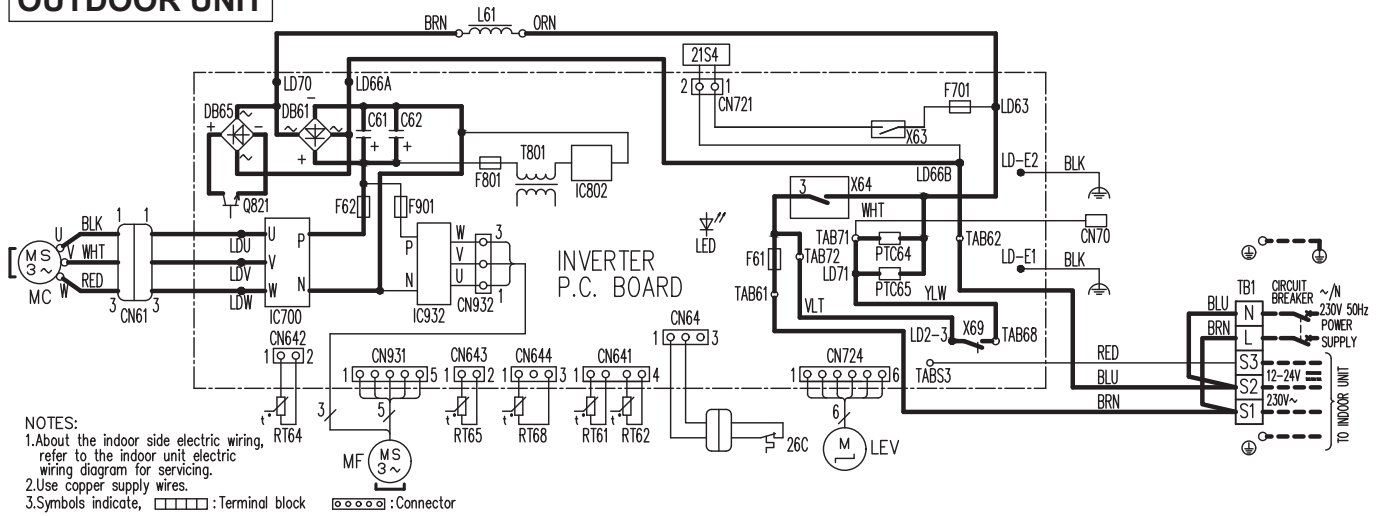 OUTDOOR UNIT
BRN L61 ORN
21S4
2 1
CN721
F701
LD63
X63
LD70 LD66A
DB65 DB61
~ ~ ~ ~
+ - - +
C61 C62
+ +
F801 T801 IC802
Q821
F62 F901
LD66B
LD-E2 BLK
3 X64
WHT
LED
TAB71
PTC64
LD71
PTC65
TAB72
F61
TAB61
TAB62
CN70
LD-E1 BLK
YLW
VLT
LD2-3 X69 TAB68
U BLK 1 1
V WHT
W RED 3 3
MS
3~
MC
CN61
LDU U P
LDV V
LDW W N
IC700
P W 3
V
N U 1
IC932 CN932
INVERTER
P.C. BOARD
CN642
1 2
CN931
1 5
CN643
1 2
CN644
1 3
CN641
1 4
CN64
1 3
CN724
1 6
TABS3
RED
BLU
BRN
BLU
BRN
TB1
N
L
S3
S2
S1
CIRCUIT
BREAKER
~/N
230V 50Hz
POWER
SUPPLY
12-24V
230V~
TO INDOOR UNIT
3 5 6
t° RT64
t° RT65
t° RT68
t° RT61
t° RT62
26C
M
LEV
MF
MS
3~
NOTES:
1.About the indoor side electric wiring,
refer to the indoor unit electric
wiring diagram for servicing.
2.Use copper supply wires.
3.Symbols indicate, : Terminal block : Connector